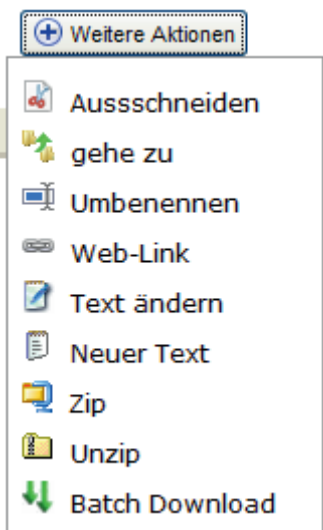 Weitere Aktionen
Aussschneiden
gehe zu
Umbenennen
Web-Link
Text ändern
Neuer Text
Zip
Unzip
Batch Download